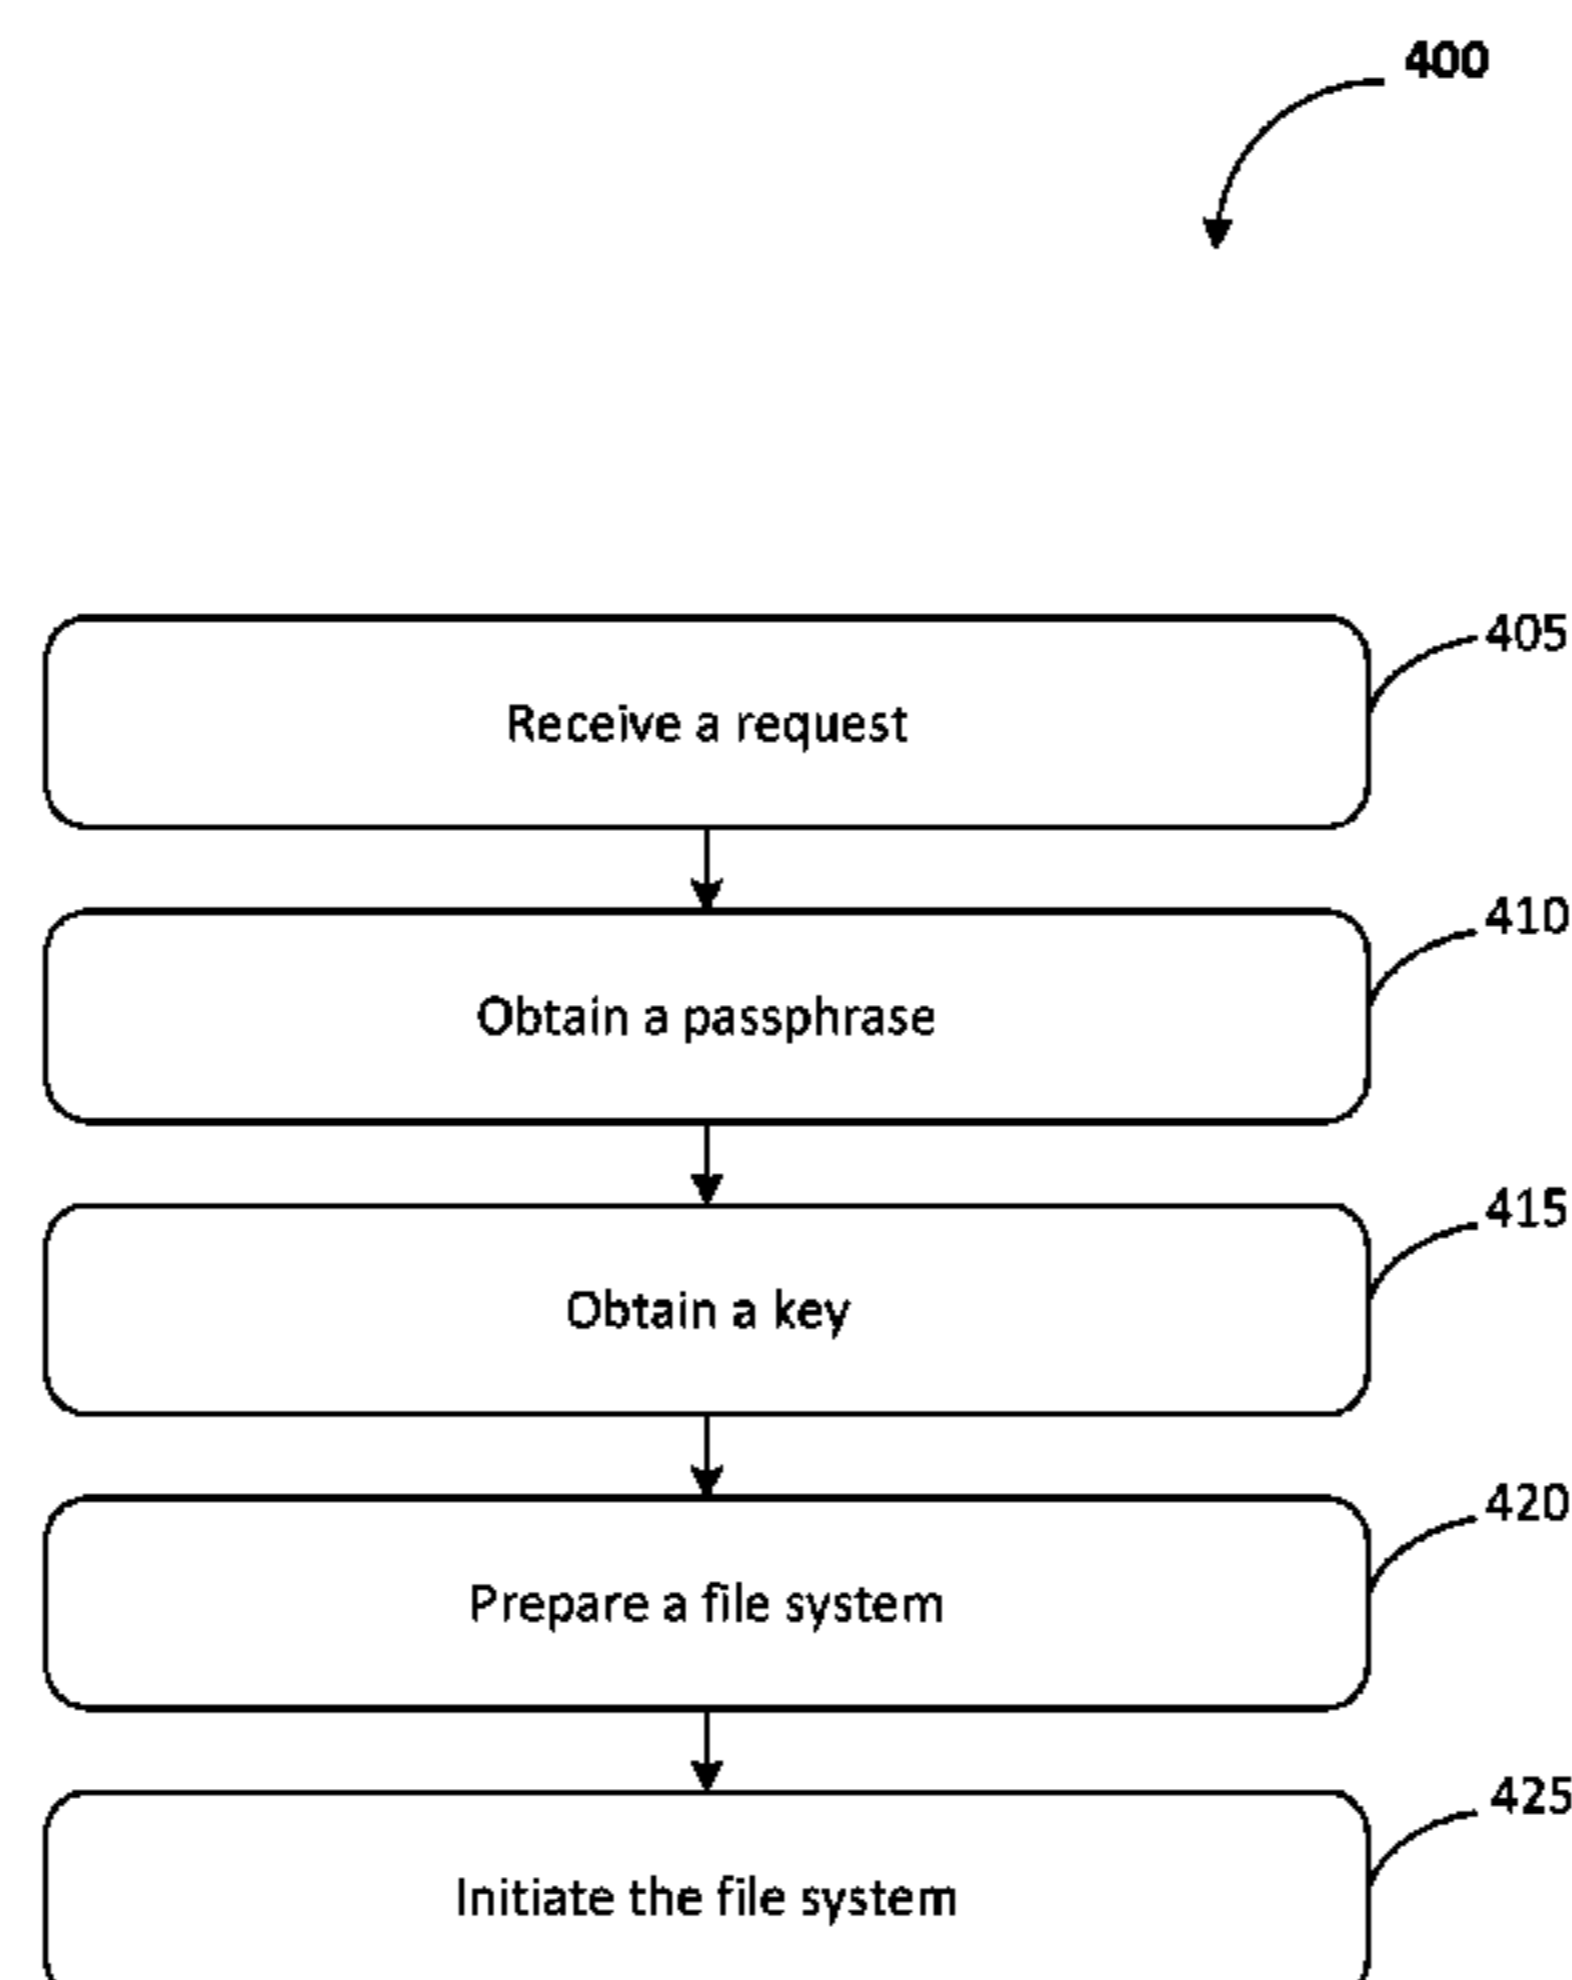 400
405
Receive a request
410
Obtain a passphrase
415
Obtain a key
420
Prepare a file system
425
Initiate the file system